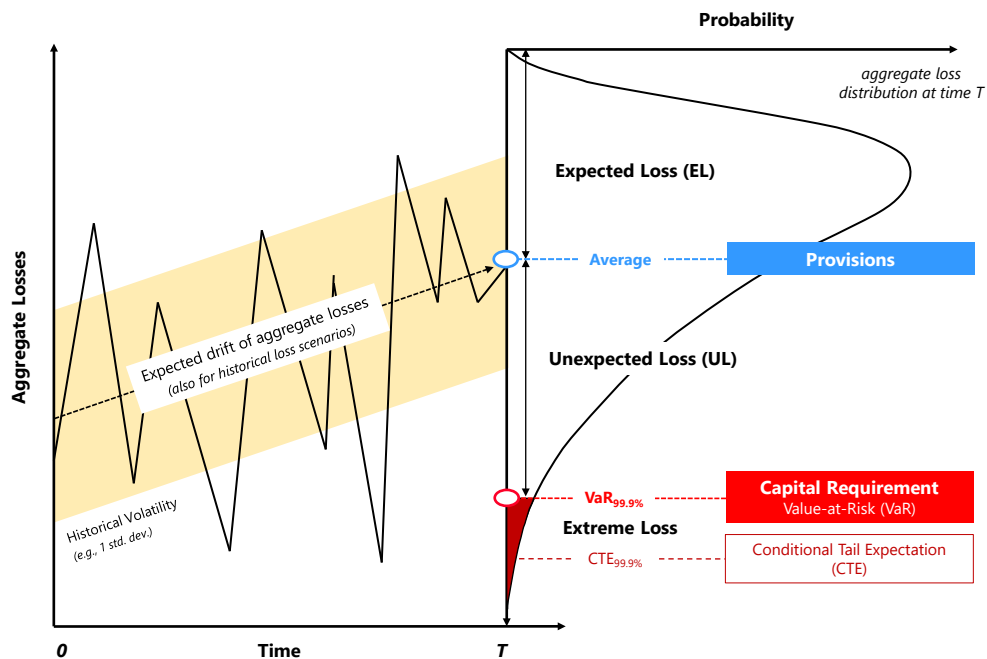 Probability
aggregate loss
distribution at time T
Expected Loss (EL)
Aggregate Losses
Average
Provisions
Expected drift of aggregate losses
(also for historical loss scenarios)
Unexpected Loss (UL)
Historical Volatility
(e.g., 1 std. dev.)
VaR99.9%
Capital Requirement
Value-at-Risk (VaR)
Extreme Loss
CTE99.9%
Conditional Tail Expectation
(CTE)
0
Time
T